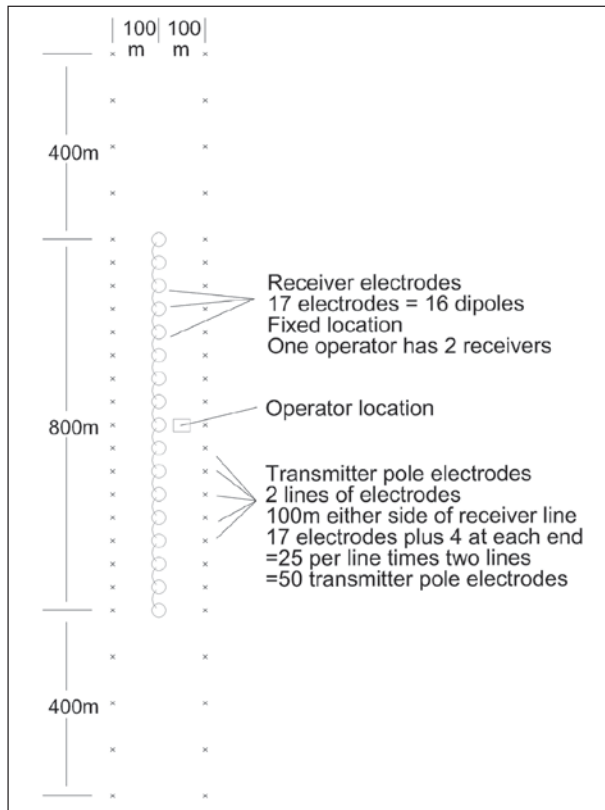 100 100
m m
400m
Receiver electrodes
17 electrodes = 16 dipoles
Fixed location
One operator has 2 receivers
Operator location
800m
Transmitter pole electrodes
2 lines of electrodes
100m either side of receiver line
17 electrodes plus 4 at each end
=25 per line times two lines
=50 transmitter pole electrodes
400m